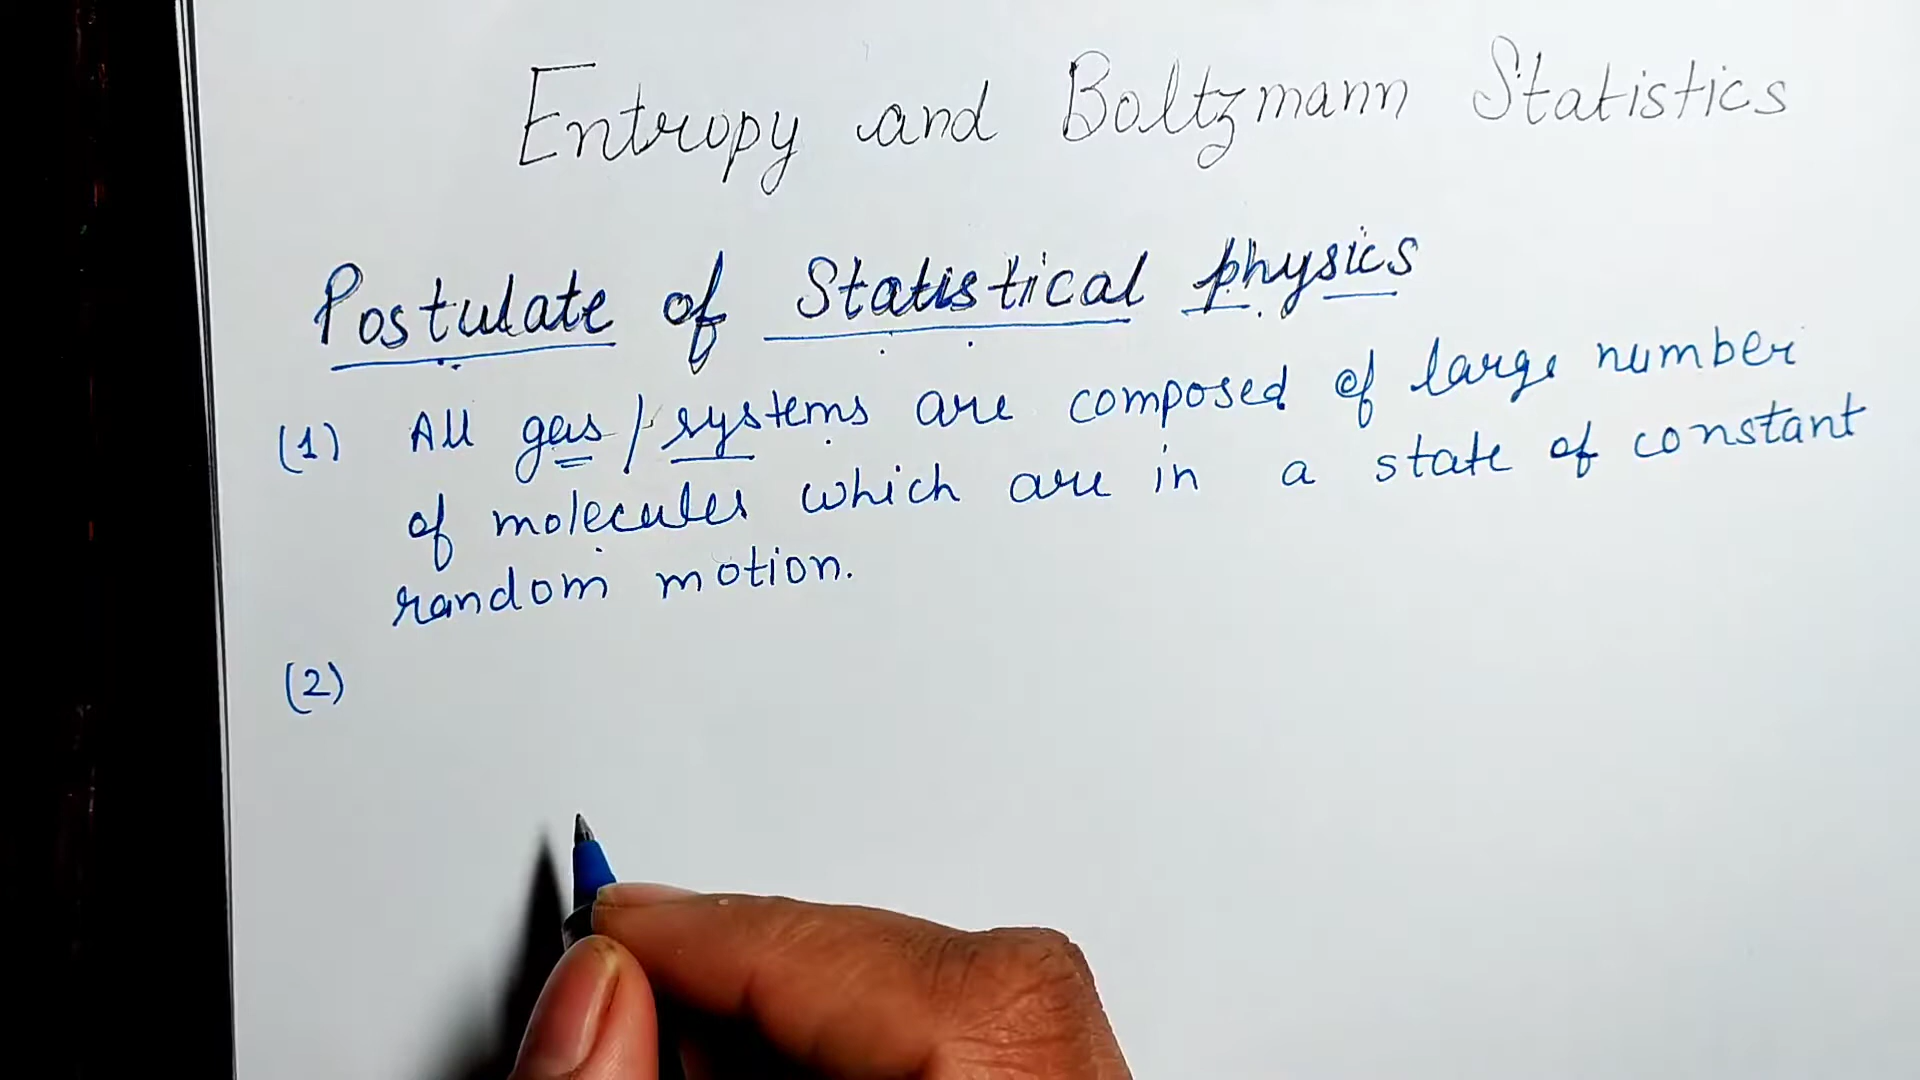 Entropy and Boltzmann Statistics
Postulate of Statistical physics
(1) All gas / systems are composed of large number
of molecules which are in a state of constant
random motion.
(2)